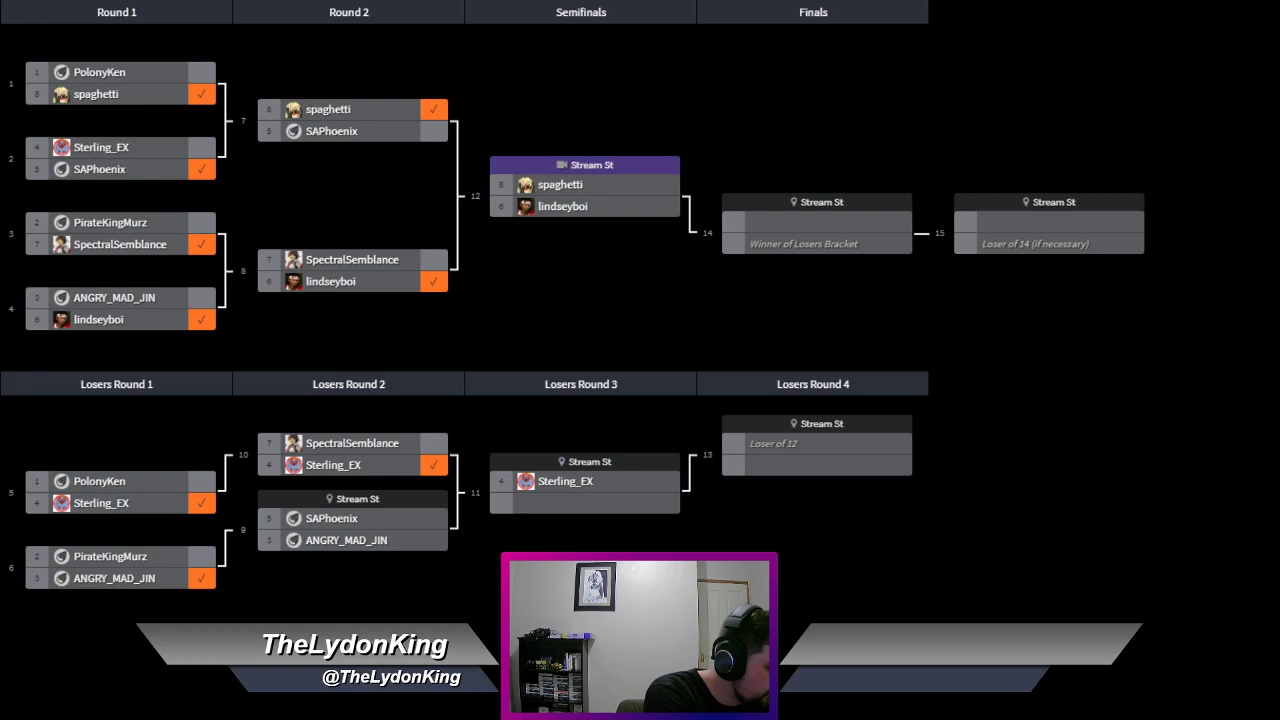 Round 1
Round 2
Semifinals
Finals
1
1 PolonyKen
8 spaghetti ✓
2
4 Sterling_EX
5 SAPhoenix ✓
3
2 PirateKingMurz
7 SpectralSemblance ✓
4
3 ANGRY_MAD_JIN
6 lindseyboi ✓
7
8 spaghetti ✓
5 SAPhoenix
8
7 SpectralSemblance
6 lindseyboi ✓
12
Stream St
8 spaghetti
6 lindseyboi
14
Stream St
Winner of Losers Bracket
15
Stream St
Loser of 14 (if necessary)
Losers Round 1
Losers Round 2
Losers Round 3
Losers Round 4
5
1 PolonyKen
4 Sterling_EX ✓
6
2 PirateKingMurz
3 ANGRY_MAD_JIN ✓
10
7 SpectralSemblance
4 Sterling_EX ✓
9
Stream St
5 SAPhoenix
3 ANGRY_MAD_JIN
11
Stream St
4 Sterling_EX
13
Stream St
Loser of 12
TheLydonKing
@TheLydonKing